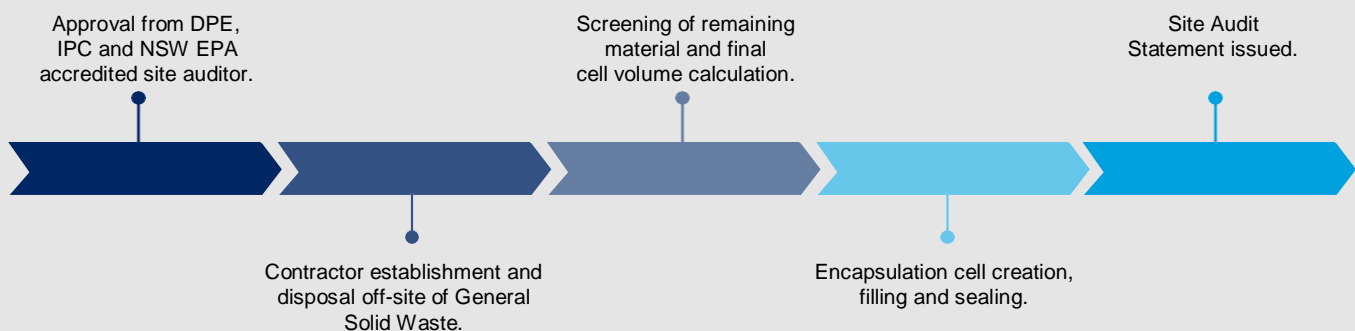 Approval from DPE,
IPC and NSW EPA
accredited site auditor.
Contractor establishment and
disposal off-site of General
Solid Waste.
Screening of remaining
material and final
cell volume calculation.
Encapsulation cell creation,
filling and sealing.
Site Audit
Statement issued.